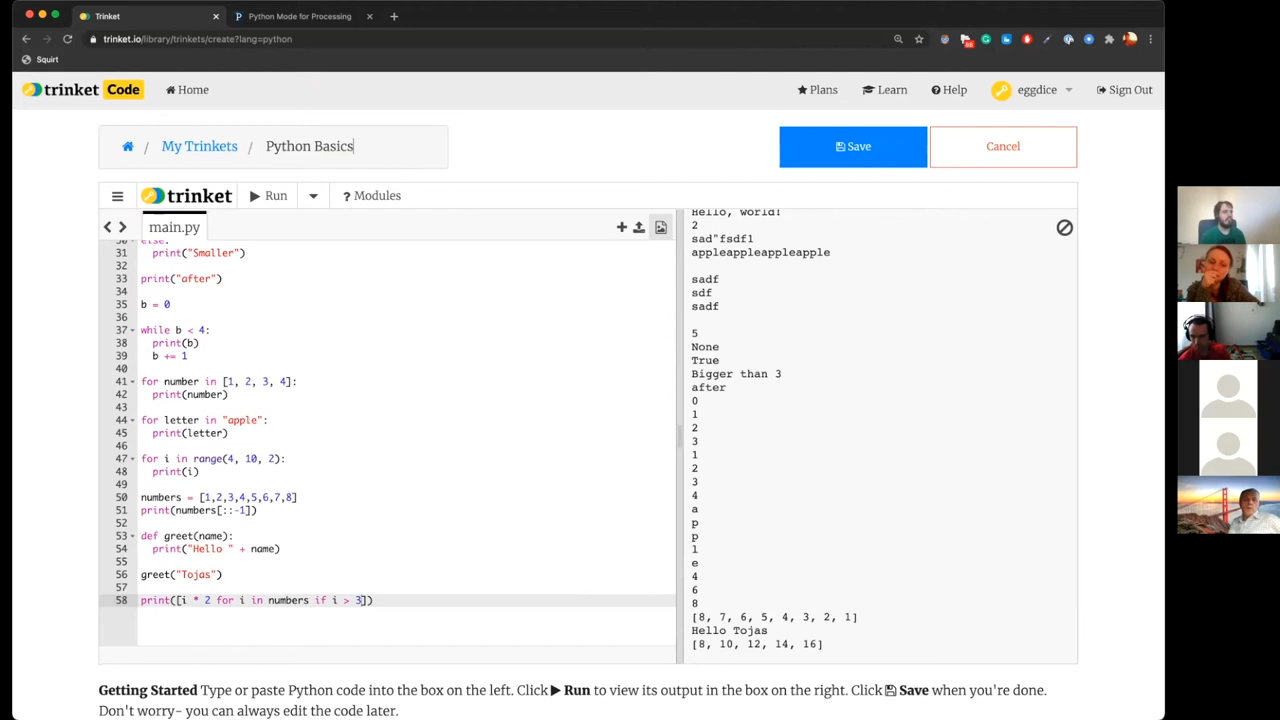 Trinket
Python Mode for Processing
trinket.io/library/trinkets/create?lang=python
Squirt
trinket Code
Home
Plans
Learn
Help
eggdice
Sign Out
/ My Trinkets / Python Basics
Save
Cancel
trinket
Run
? Modules
main.py
30 else:
31 print("Smaller")
32
33 print("after")
34
35 b = 0
36
37 while b < 4:
38 print(b)
39 b += 1
40
41 for number in [1, 2, 3, 4]:
42 print(number)
43
44 for letter in "apple":
45 print(letter)
46
47 for i in range(4, 10, 2):
48 print(i)
49
50 numbers = [1,2,3,4,5,6,7,8]
51 print(numbers[::-1])
52
53 def greet(name):
54 print("Hello " + name)
55
56 greet("Tojas")
57
58 print([i * 2 for i in numbers if i > 3])
Hello, world!
2
sad"fsdf1
appleappleappleapple
sadf
sdf
sadf
5
None
True
Bigger than 3
after
0
1
2
3
1
2
3
4
a
p
p
l
e
4
6
8
[8, 7, 6, 5, 4, 3, 2, 1]
Hello Tojas
[8, 10, 12, 14, 16]
Getting Started Type or paste Python code into the box on the left. Click Run to view its output in the box on the right. Click Save when you're done.
Don't worry- you can always edit the code later.